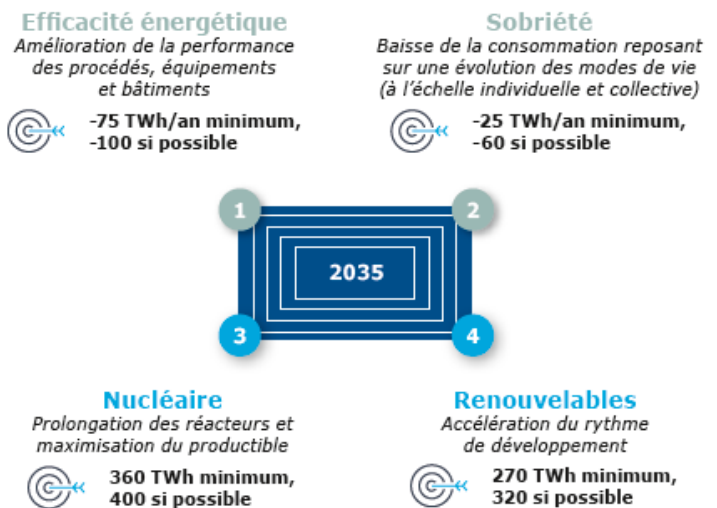 Efficacité énergétique
Amélioration de la performance
des procédés, équipements
et bâtiments
-75 TWh/an minimum,
-100 si possible
Sobriété
Baisse de la consommation reposant
sur une évolution des modes de vie
(à l'échelle individuelle et collective)
-25 TWh/an minimum,
-60 si possible
1
2
2035
3
4
Nucléaire
Prolongation des réacteurs et
maximisation du productible
360 TWh minimum,
400 si possible
Renouvelables
Accélération du rythme
de développement
270 TWh minimum,
320 si possible